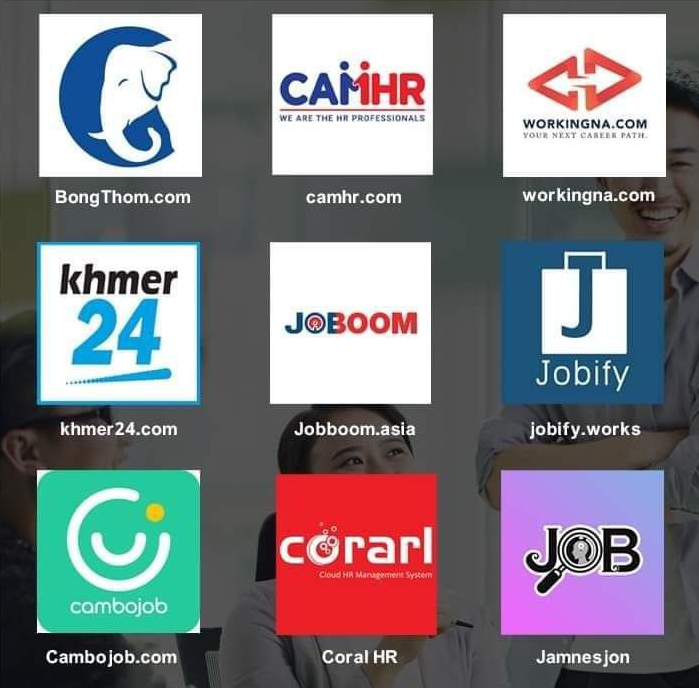 CAMHR
WE ARE THE HR PROFESSIONALS
WORKINGNA.COM
YOUR NEXT CAREER PATH.
BongThom.com
camhr.com
workingna.com
khmer
24
JOBOOM
J
Jobify
khmer24.com
Jobboom.asia
jobify.works
cambojob
corarl
Cloud HR Management System
JOB
Cambojob.com
Coral HR
Jamnesjon